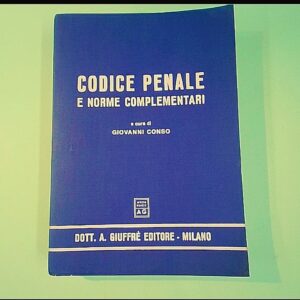 CODICE PENALE
E NORME COMPLEMENTARI
a cura di
GIOVANNI CONSO
AG
DOTT. A. GIUFFRÈ EDITORE - MILANO